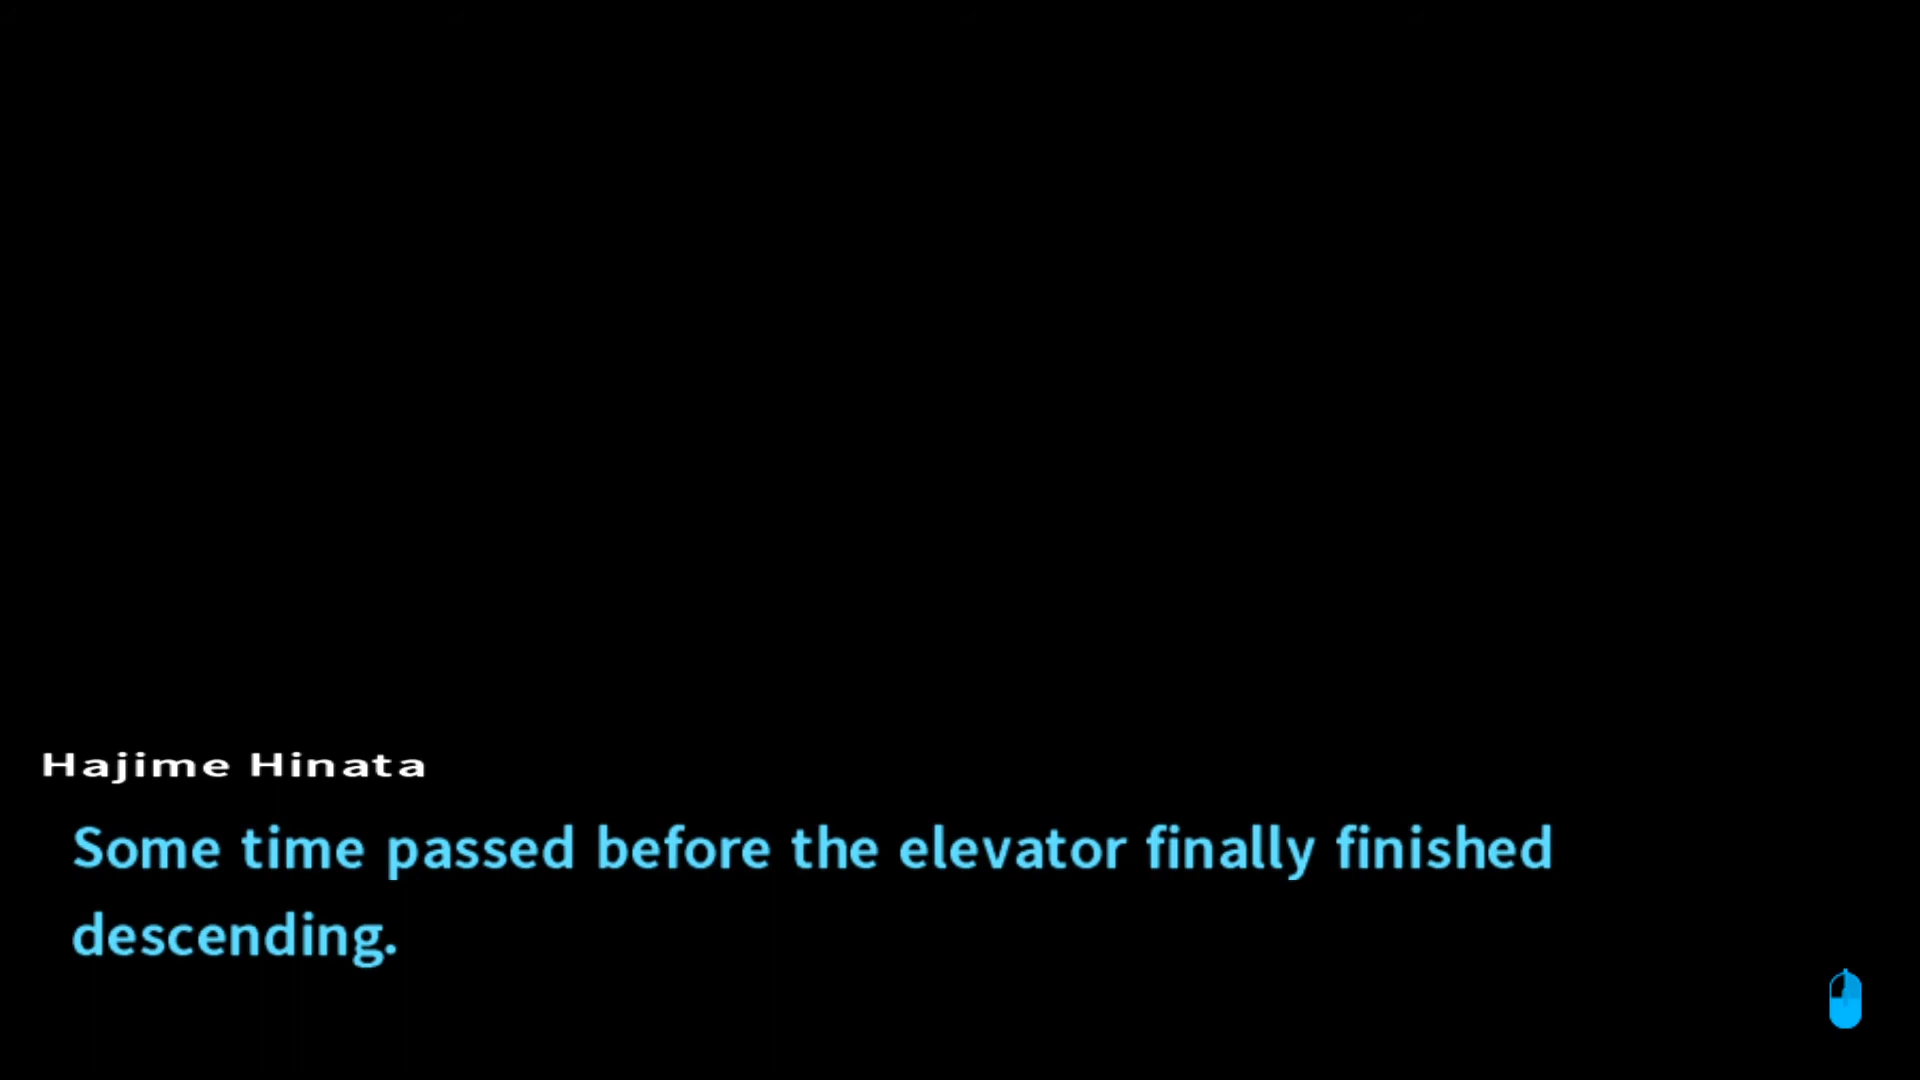 Hajime Hinata
Some time passed before the elevator finally finished
descending.